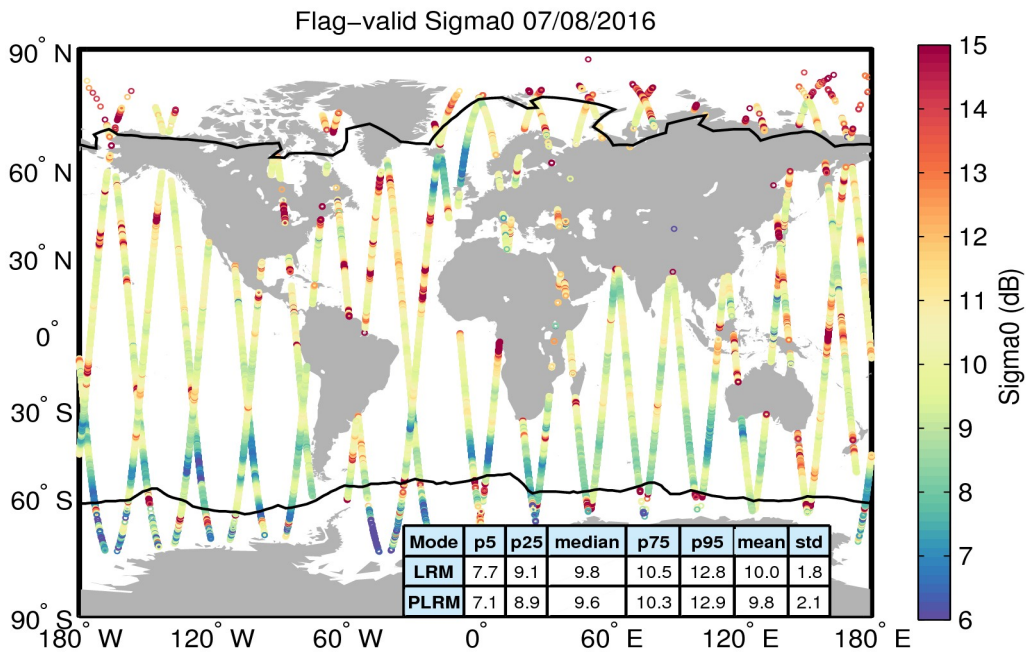 Flag−valid Sigma0 07/08/2016
90° N
60° N
30° N
0°
30° S
60° S
90° S
180° W
120° W
60° W
0°
60° E
120° E
180° E
15
14
13
12
11
10
9
8
7
6
Sigma0 (dB)
Mode p5 p25 median p75 p95 mean std
LRM 7.7 9.1 9.8 10.5 12.8 10.0 1.8
PLRM 7.1 8.9 9.6 10.3 12.9 9.8 2.1